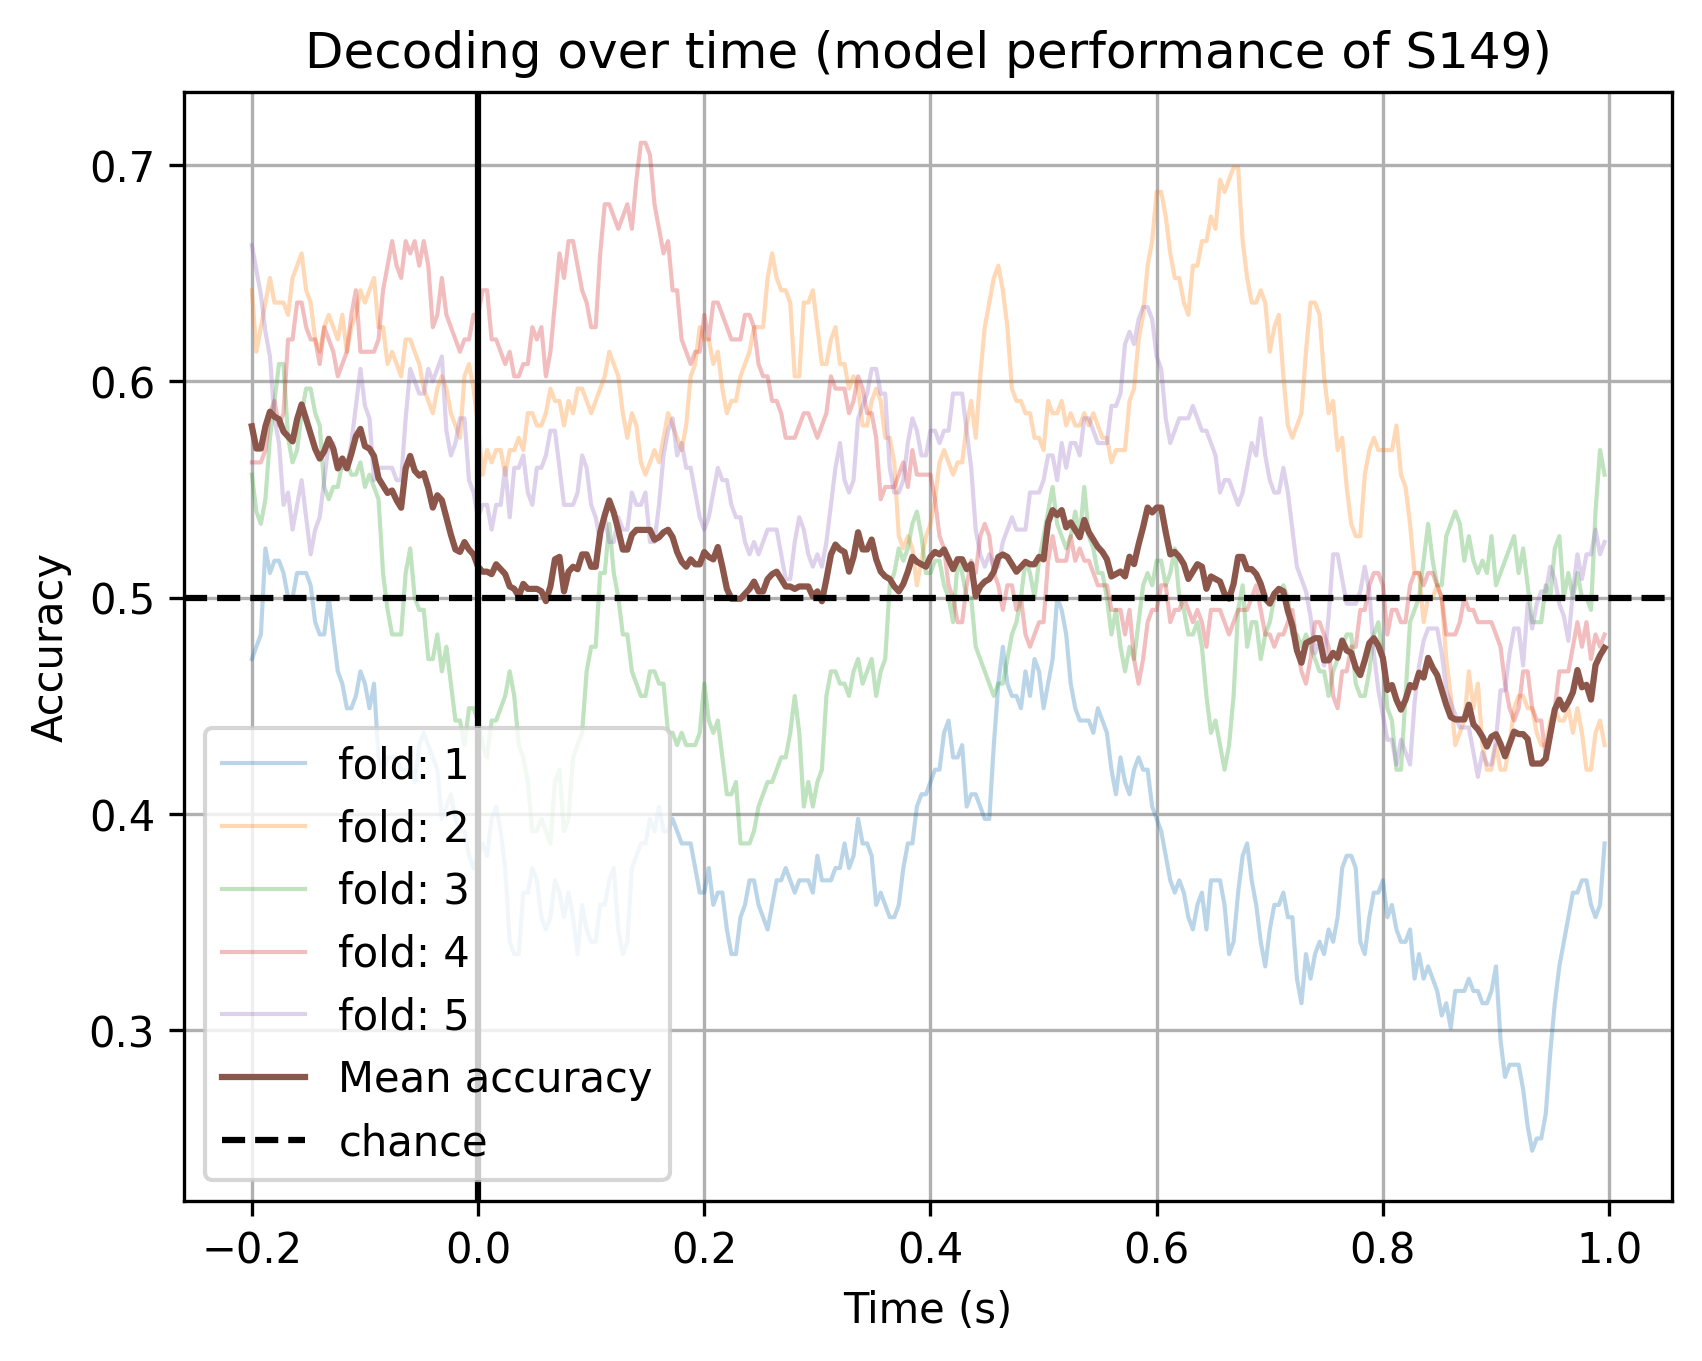 Decoding over time (model performance of S149)
0.7
0.6
0.5
0.4
0.3
Accuracy
fold: 1
fold: 2
fold: 3
fold: 4
fold: 5
Mean accuracy
chance
−0.2 0.0 0.2 0.4 0.6 0.8 1.0
Time (s)